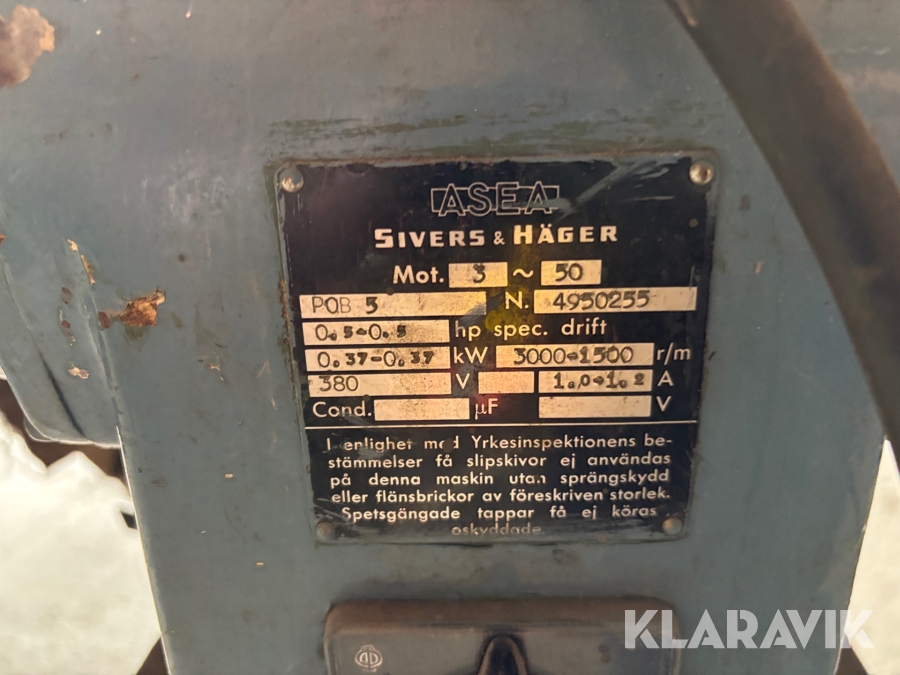 ASEA
SIVERS & HÄGER
Mot. 3 ~ 50
PQB 3 N. 4950255
0.5-0.5 hp spec. drift
0.37-0.37 kW 3000-1500 r/m
380 V 1.0-1.2 A
Cond. µF V
I enlighet med Yrkesinspektionens be-
stämmelser få slipskivor ej användas
på denna maskin utan sprängskydd
eller flänsbrickor av föreskriven storlek.
Spetsgängade tappar få ej köras
oskyddade.
KLARAVIK